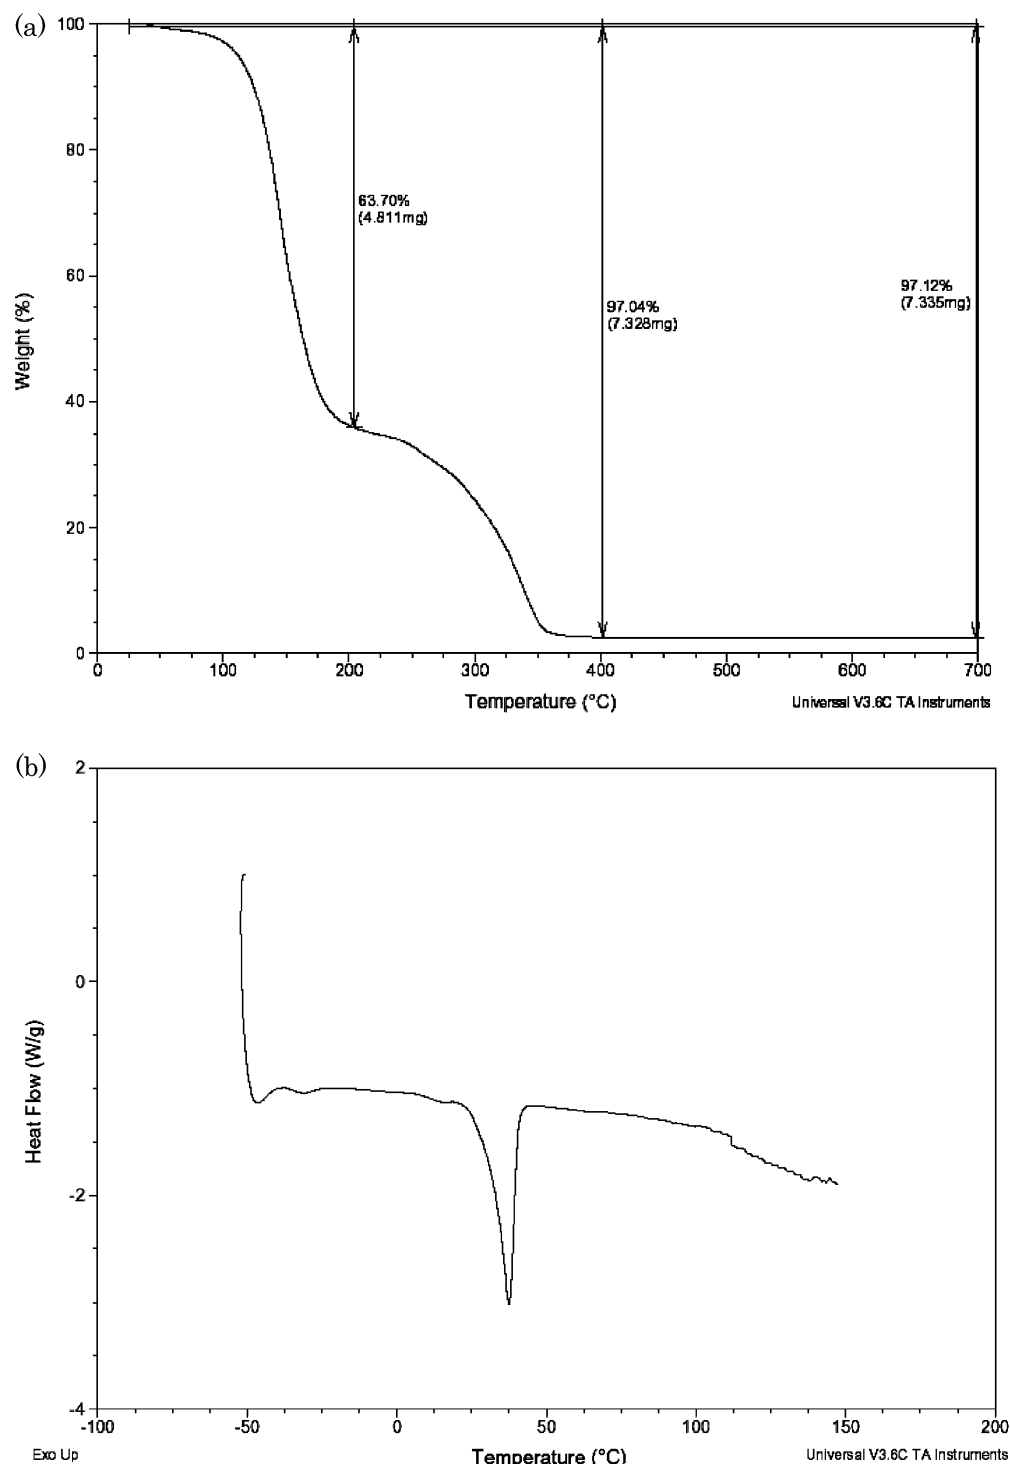 (a)
100
80
60
40
20
0
Weight (%)
63.70%
(4.811mg)
97.04%
(7.328mg)
97.12%
(7.335mg)
0 100 200 300 400 500 600 700
Temperature (°C)
Universal V3.6C TA Instruments
(b)
2
0
-2
-4
Heat Flow (W/g)
-100 -50 0 50 100 150 200
Exo Up
Temperature (°C)
Universal V3.6C TA Instruments